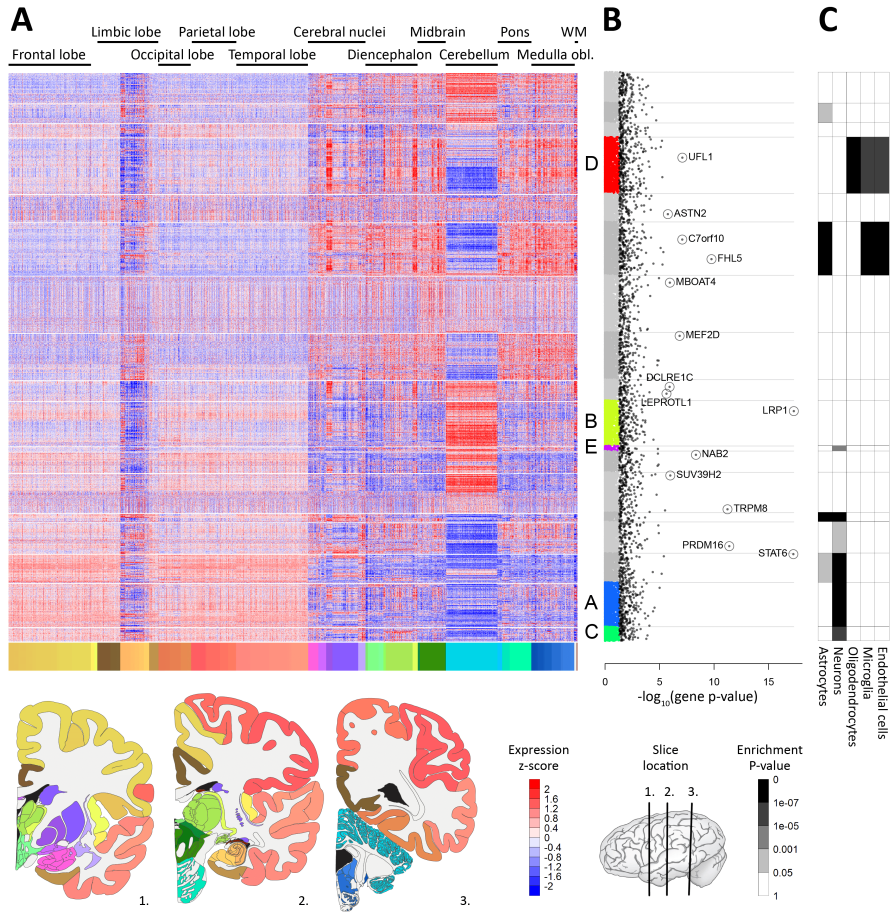 A
B
C
Limbic lobe
Parietal lobe
Cerebral nuclei
Midbrain
Pons
WM
Frontal lobe
Occipital lobe
Temporal lobe
Diencephalon
Cerebellum
Medulla obl.
D
B
E
A
C
UFL1
ASTN2
C7orf10
FHL5
MBOAT4
MEF2D
DCLRE1C
LEPROTL1
LRP1
NAB2
SUV39H2
TRPM8
PRDM16
STAT6
0
5
10
15
-log10(gene p-value)
Astrocytes
Neurons
Oligodendrocytes
Microglia
Endothelial cells
1.
2.
3.
Expression
z-score
2
1.6
1.2
0.8
0.4
0
-0.4
-0.8
-1.2
-1.6
-2
Slice
location
1.
2.
3.
Enrichment
P-value
0
1e-07
1e-05
0.001
0.05
1